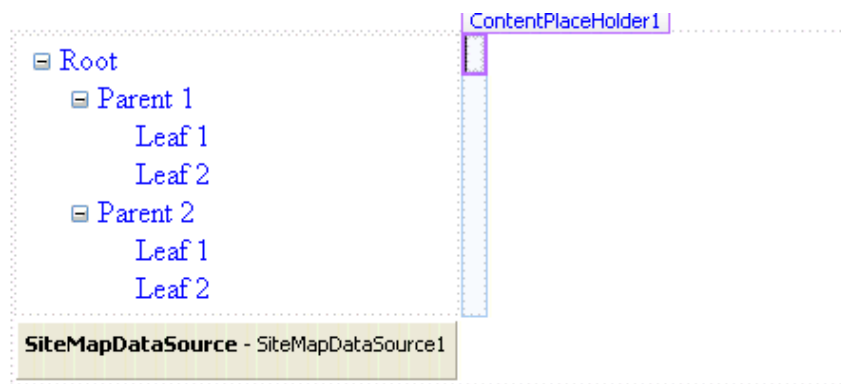 ContentPlaceHolder1
Root
Parent 1
Leaf 1
Leaf 2
Parent 2
Leaf 1
Leaf 2
SiteMapDataSource - SiteMapDataSource1